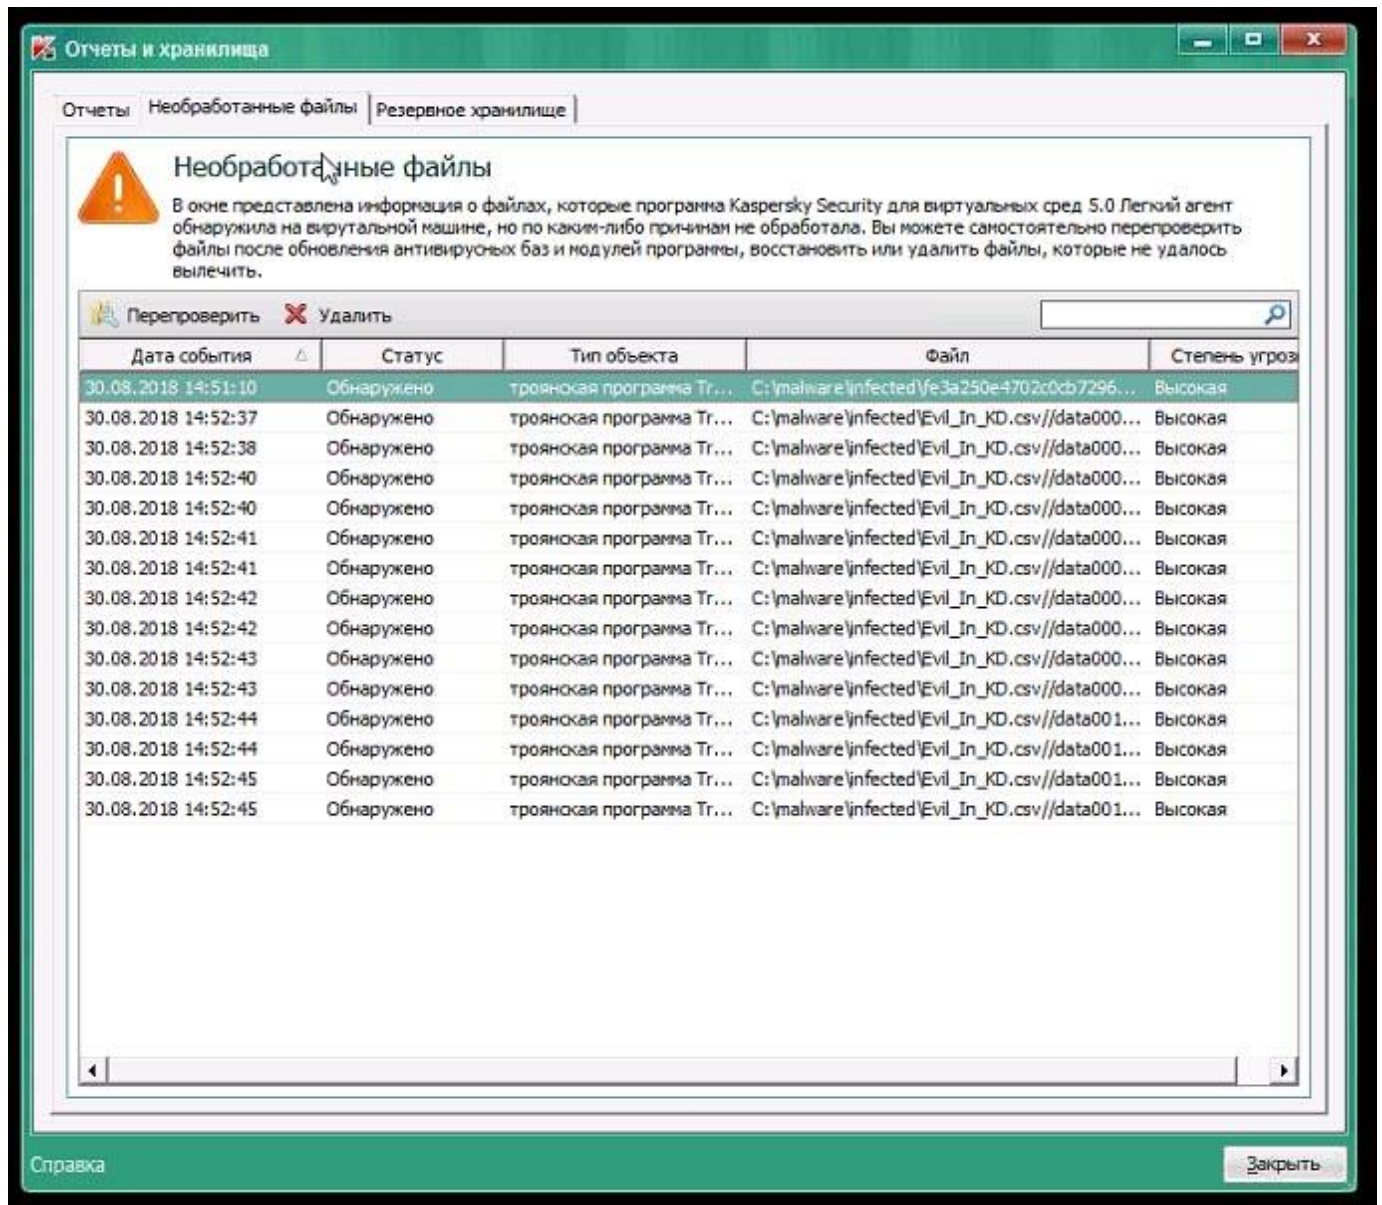 Отчеты и хранилища
Отчеты Необработанные файлы Резервное хранилище
Необработанные файлы
В окне представлена информация о файлах, которые программа Kaspersky Security для виртуальных сред 5.0 Легкий агент
обнаружила на вирутальной машине, но по каким-либо причинам не обработала. Вы можете самостоятельно перепроверить
файлы после обновления антивирусных баз и модулей программы, восстановить или удалить файлы, которые не удалось
вылечить.
Перепроверить Удалить
Дата события Статус Тип объекта Файл Степень угроз
30.08.2018 14:51:10 Обнаружено троянская программа Tr... C:\malware\infected\fe3a250e4702c0cb7296... Высокая
30.08.2018 14:52:37 Обнаружено троянская программа Tr... C:\malware\infected\Evil_In_KD.csv//data000... Высокая
30.08.2018 14:52:38 Обнаружено троянская программа Tr... C:\malware\infected\Evil_In_KD.csv//data000... Высокая
30.08.2018 14:52:40 Обнаружено троянская программа Tr... C:\malware\infected\Evil_In_KD.csv//data000... Высокая
30.08.2018 14:52:40 Обнаружено троянская программа Tr... C:\malware\infected\Evil_In_KD.csv//data000... Высокая
30.08.2018 14:52:41 Обнаружено троянская программа Tr... C:\malware\infected\Evil_In_KD.csv//data000... Высокая
30.08.2018 14:52:41 Обнаружено троянская программа Tr... C:\malware\infected\Evil_In_KD.csv//data000... Высокая
30.08.2018 14:52:42 Обнаружено троянская программа Tr... C:\malware\infected\Evil_In_KD.csv//data000... Высокая
30.08.2018 14:52:42 Обнаружено троянская программа Tr... C:\malware\infected\Evil_In_KD.csv//data000... Высокая
30.08.2018 14:52:43 Обнаружено троянская программа Tr... C:\malware\infected\Evil_In_KD.csv//data000... Высокая
30.08.2018 14:52:43 Обнаружено троянская программа Tr... C:\malware\infected\Evil_In_KD.csv//data000... Высокая
30.08.2018 14:52:44 Обнаружено троянская программа Tr... C:\malware\infected\Evil_In_KD.csv//data001... Высокая
30.08.2018 14:52:44 Обнаружено троянская программа Tr... C:\malware\infected\Evil_In_KD.csv//data001... Высокая
30.08.2018 14:52:45 Обнаружено троянская программа Tr... C:\malware\infected\Evil_In_KD.csv//data001... Высокая
30.08.2018 14:52:45 Обнаружено троянская программа Tr... C:\malware\infected\Evil_In_KD.csv//data001... Высокая
Справка Закрыть